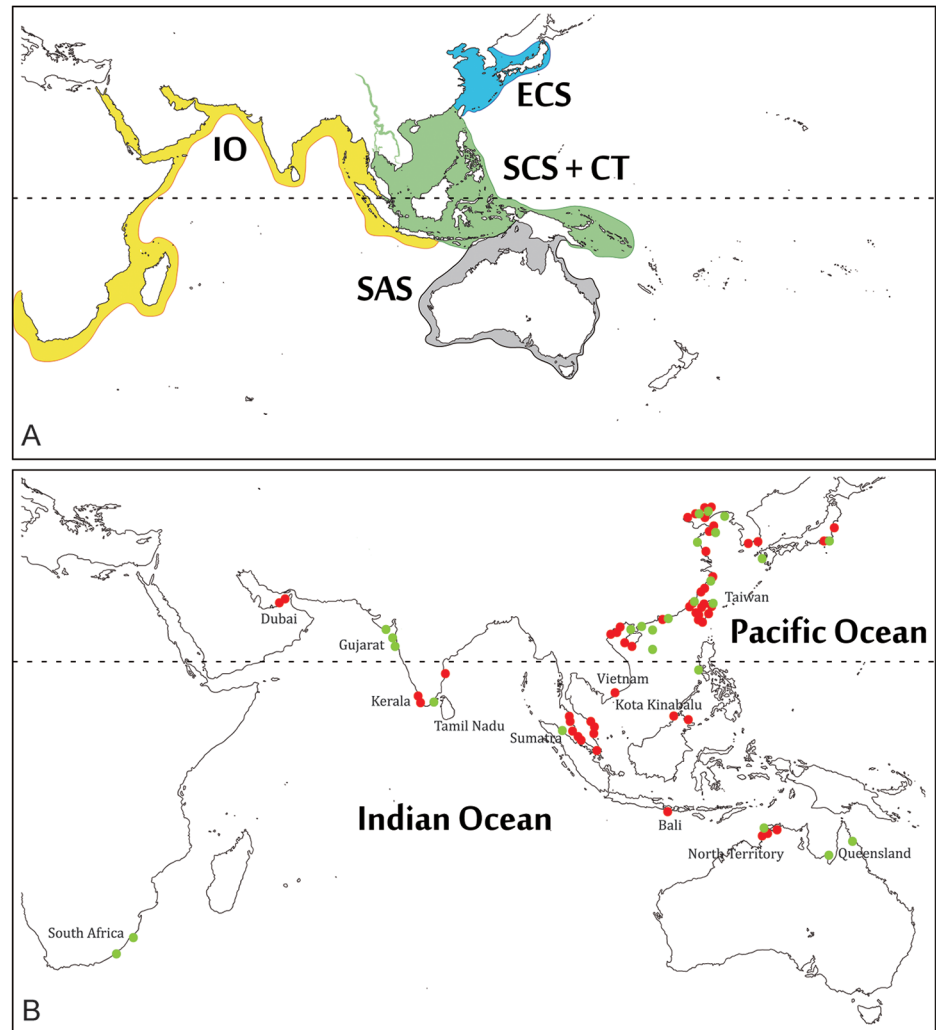 ECS
IO
SCS + CT
SAS
A
Taiwan
Dubai
Pacific Ocean
Gujarat
Vietnam
Kerala
Kota Kinabalu
Tamil Nadu
Sumatra
Indian Ocean
Bali
North Territory
Queensland
South Africa
B